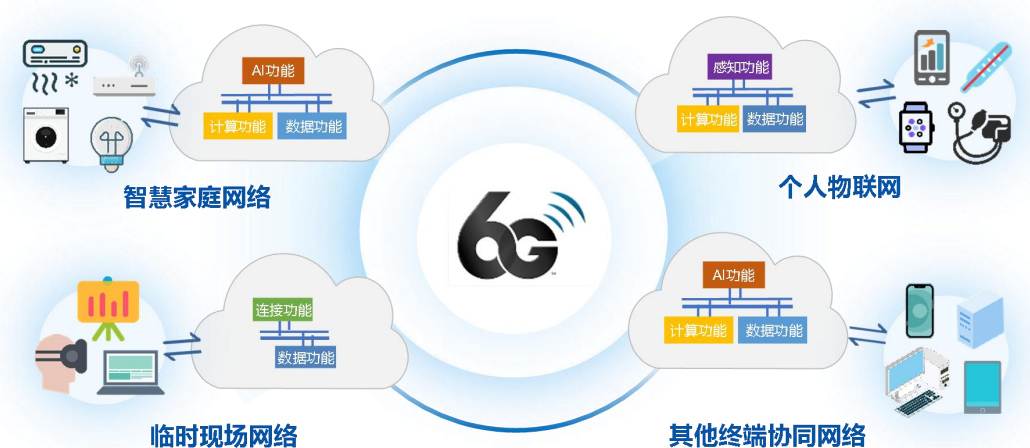 AI功能
计算功能 数据功能
智慧家庭网络
感知功能
计算功能 数据功能
个人物联网
6G
连接功能
数据功能
临时现场网络
AI功能
计算功能 数据功能
其他终端协同网络